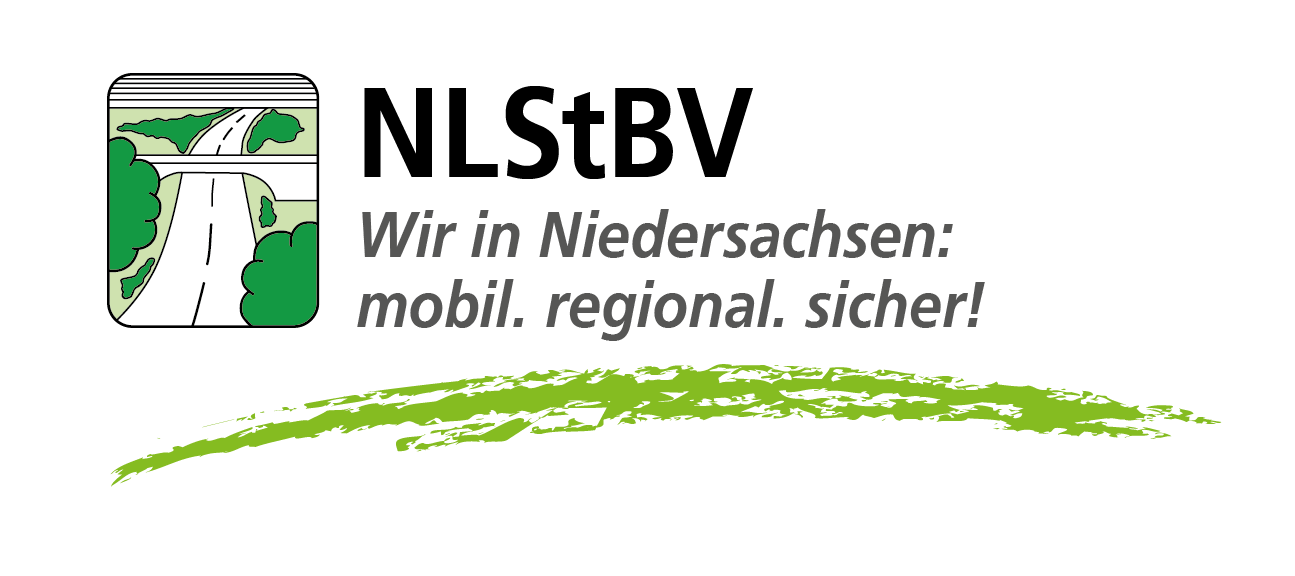 NLStBV
Wir in Niedersachsen:
mobil. regional. sicher!